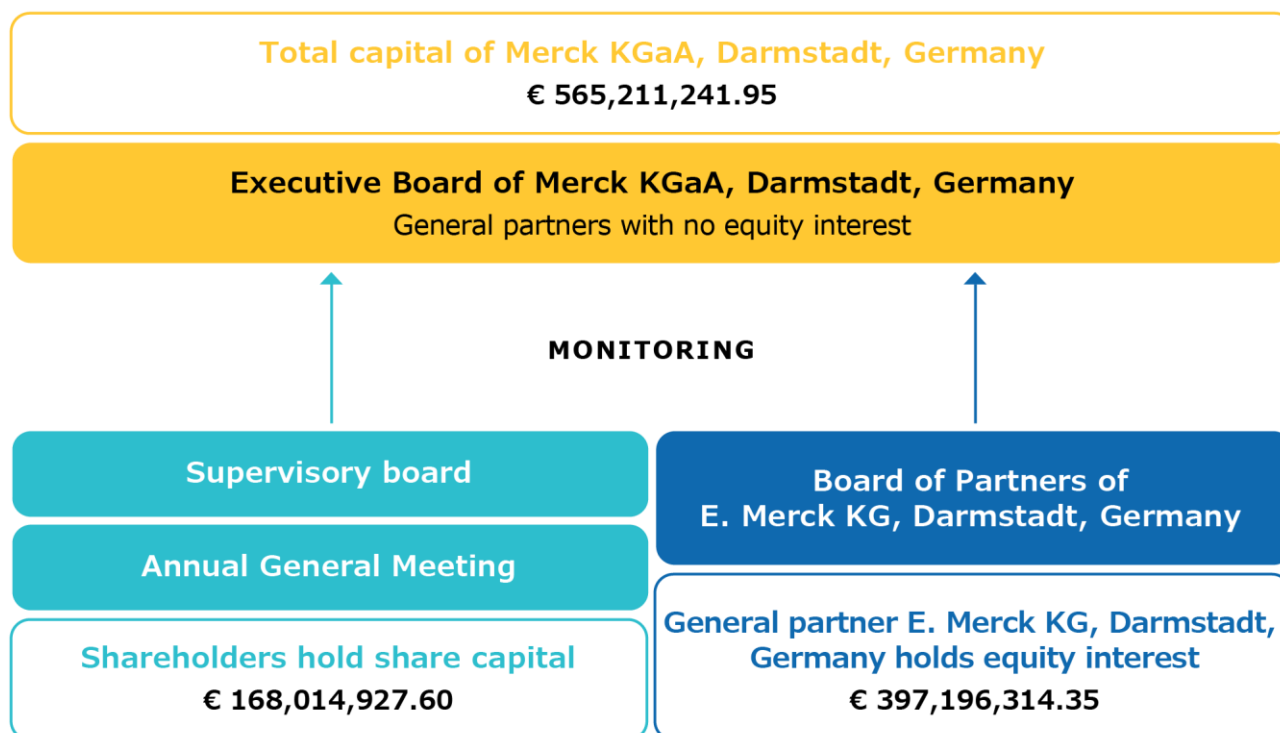 Total capital of Merck KGaA, Darmstadt, Germany
€ 565,211,241.95
Executive Board of Merck KGaA, Darmstadt, Germany
General partners with no equity interest
MONITORING
Supervisory board
Annual General Meeting
Shareholders hold share capital
€ 168,014,927.60
Board of Partners of
E. Merck KG, Darmstadt, Germany
General partner E. Merck KG, Darmstadt,
Germany holds equity interest
€ 397,196,314.35